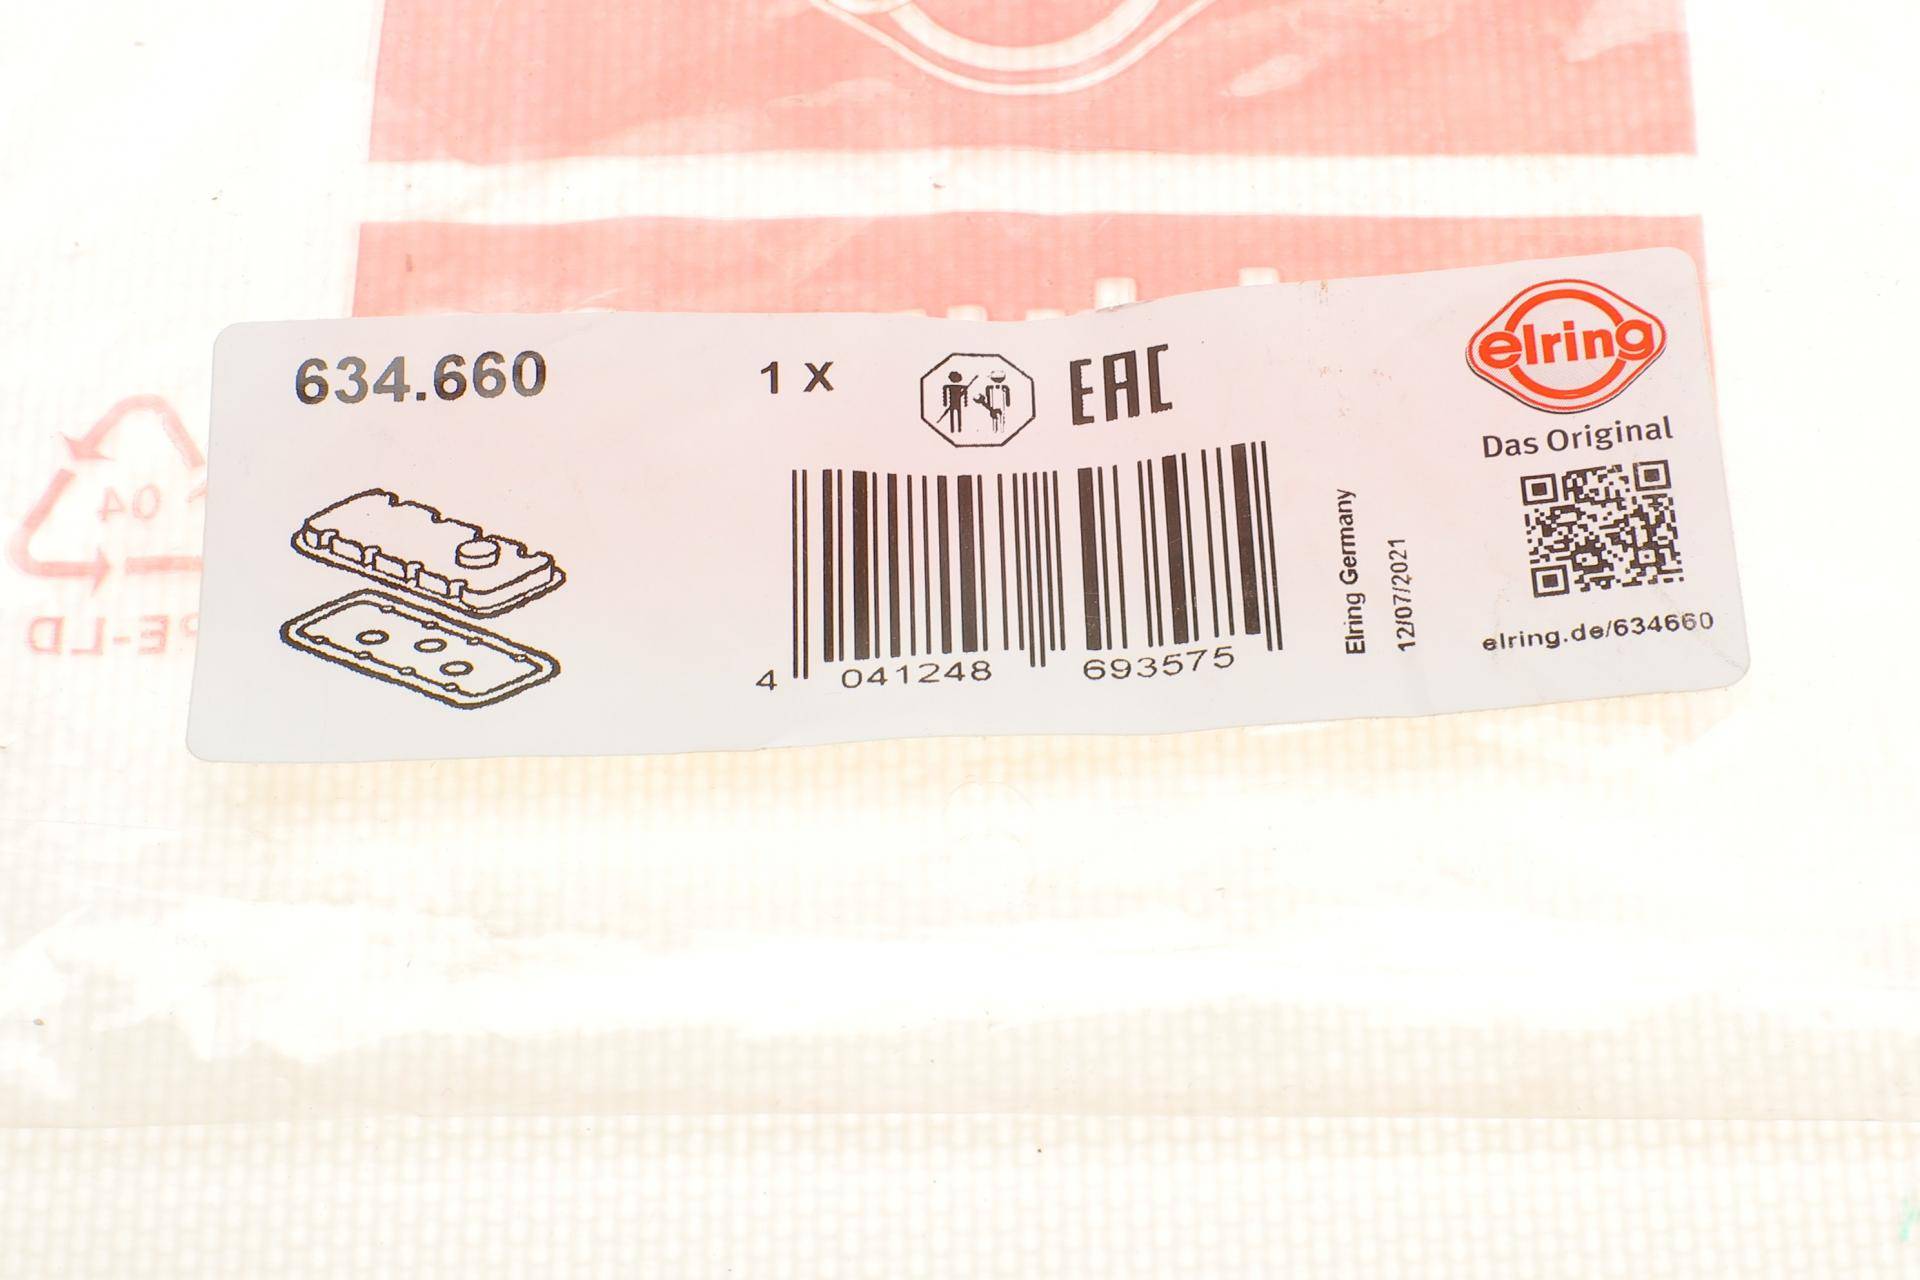 634.660
1 X
EAC
elring
Das Original
4 041248 693575
Elring Germany
12/07/2021
elring.de/634660
04
PE-LD